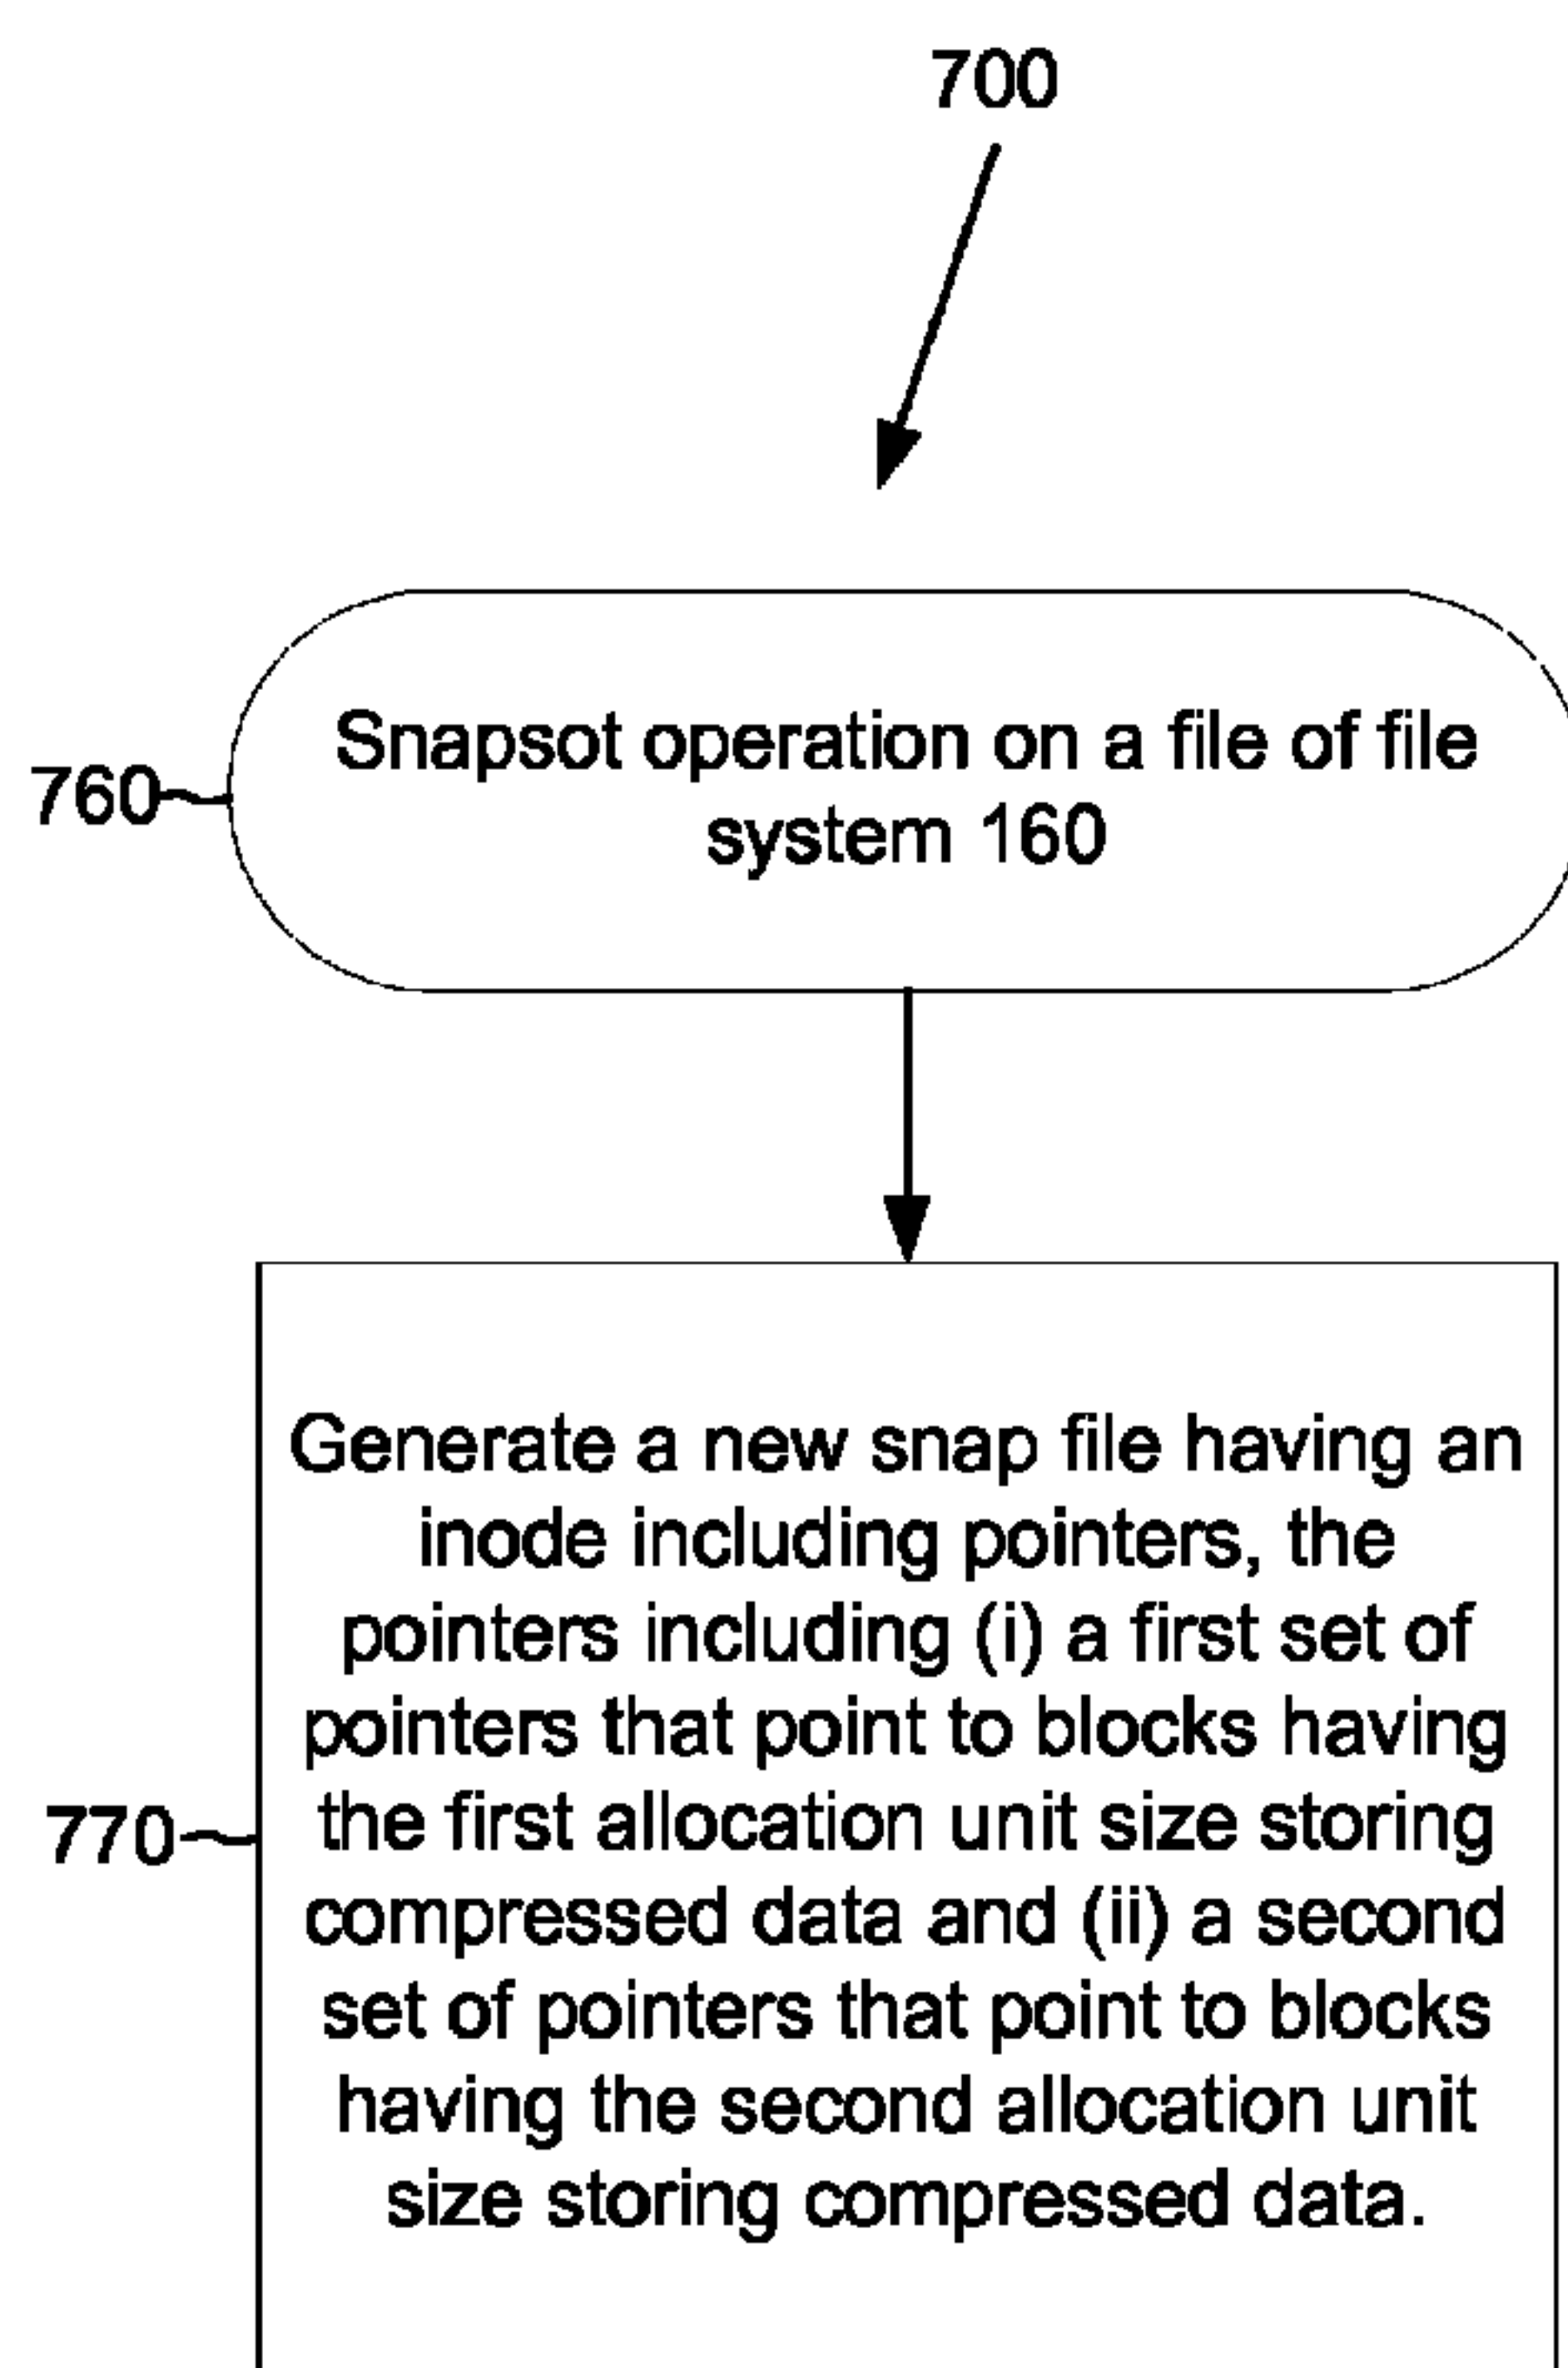 700
760
Snapsot operation on a file of file
system 160
Generate a new snap file having an
inode including pointers, the
pointers including (i) a first set of
pointers that point to blocks having
the first allocation unit size storing
compressed data and (ii) a second
set of pointers that point to blocks
having the second allocation unit
size storing compressed data.
770